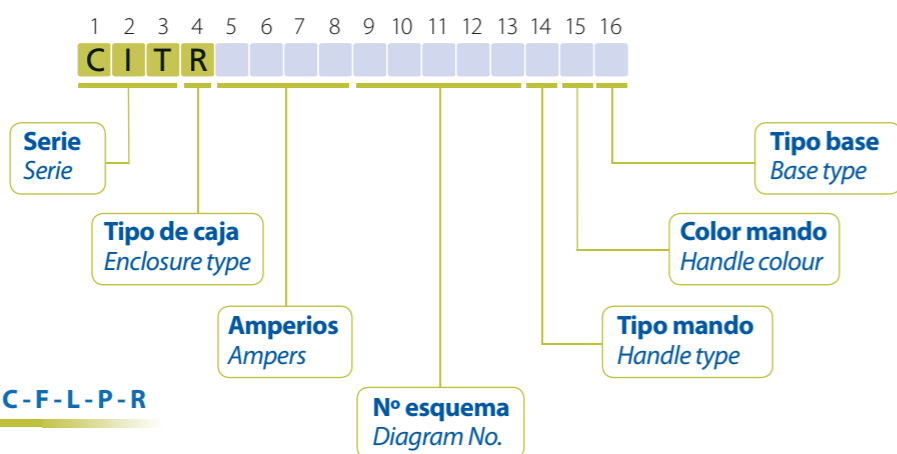 1 2 3 4 5 6 7 8 9 10 11 12 13 14 15 16
C I T R
Serie
Serie
Tipo base
Base type
Tipo de caja
Enclosure type
Color mando
Handle colour
Amperios
Ampers
Tipo mando
Handle type
C - F - L - P - R
Nº esquema
Diagram No.